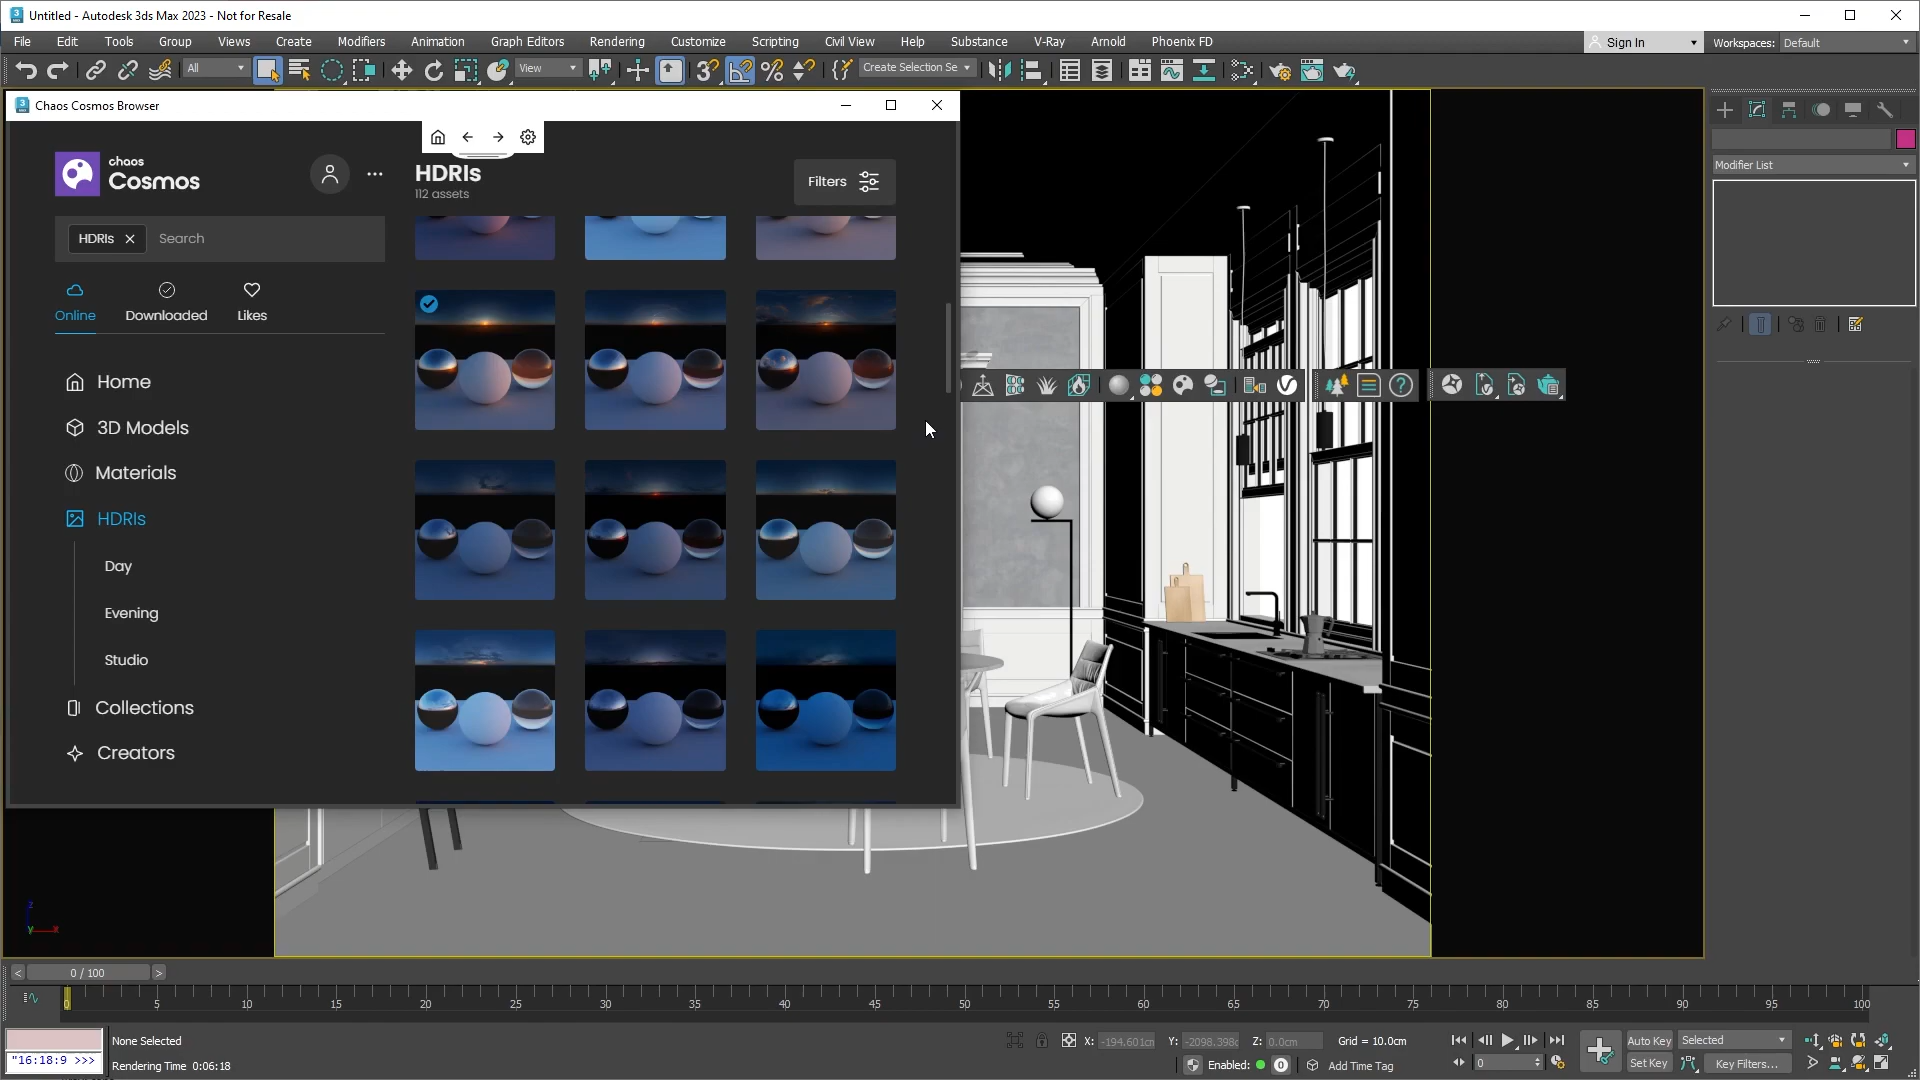 Untitled - Autodesk 3ds Max 2023 - Not for Resale
File Edit Tools Group Views Create Modifiers Animation Graph Editors Rendering Customize Scripting Civil View Help Substance V-Ray Arnold Phoenix FD
Sign In
Workspaces: Default
All
View
Create Selection Se
Chaos Cosmos Browser
chaos
Cosmos
HDRIs
112 assets
Filters
HDRIs
Search
Online
Downloaded
Likes
Home
3D Models
Materials
HDRIs
Day
Evening
Studio
Collections
Creators
Modifier List
0 / 100
0 5 10 15 20 25 30 35 40 45 50 55 60 65 70 75 80 85 90 95 100
None Selected
X: -194.601cm Y: -2098.398c Z: 0.0cm Grid = 10.0cm
Auto Key Selected
"16:18:9 >>>
Rendering Time 0:06:18
Enabled: 0
Add Time Tag
0
Set Key Key Filters...